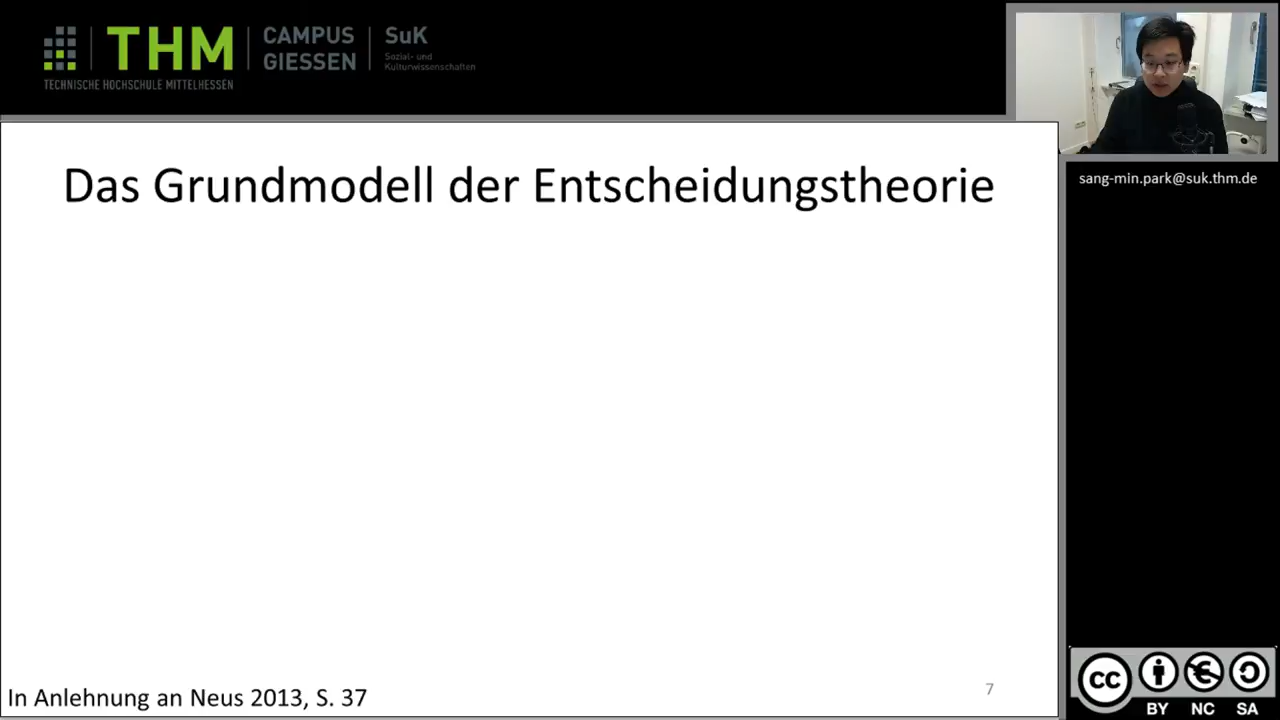 THM
CAMPUS
GIESSEN
SuK
Sozial- und
Kulturwissenschaften
TECHNISCHE HOCHSCHULE MITTELHESSEN
sang-min.park@suk.thm.de
Das Grundmodell der Entscheidungstheorie
In Anlehnung an Neus 2013, S. 37
7
cc
BY NC SA